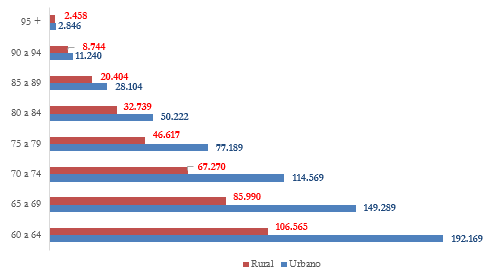 95 +
2.458
2.846
90 a 94
8.744
11.240
85 a 89
20.404
28.104
80 a 84
32.739
50.222
75 a 79
46.617
77.189
70 a 74
67.270
114.569
65 a 69
85.990
149.289
60 a 64
106.565
192.169
Rural Urbano